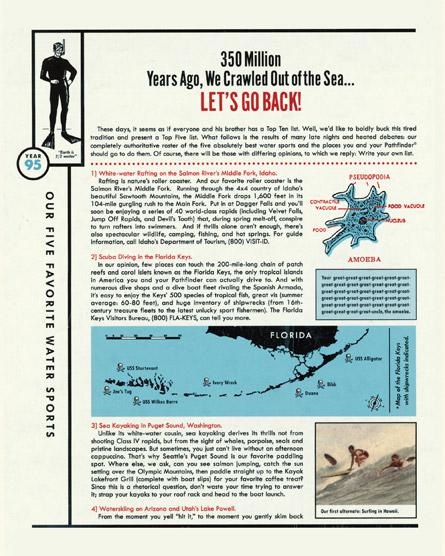 350 Million
Years Ago, We Crawled Out of the Sea...
LET'S GO BACK!
"Earth is
2/3 water"
YEAR
95
OUR FIVE FAVORITE WATER SPORTS
These days, it seems as if everyone and his brother has a Top Ten list. Well, we'd like to boldly buck this tired
tradition and present a Top Five list. What follows is the results of many late nights and heated debates: our
completely authoritative roster of the five absolutely best water sports and the places you and your Pathfinder®
should go to do them. Of course, there will be those with differing opinions, to which we reply: Write your own list.
1) White-water Rafting on the Salmon River's Middle Fork, Idaho.
Rafting is nature's roller coaster. And our favorite roller coaster is the
Salmon River's Middle Fork. Running through the 4x4 country of Idaho's
beautiful Sawtooth Mountains, the Middle Fork drops 1,600 feet in its
104-mile gurgling rush to the Main Fork. Put in at Dagger Falls and you'll
soon be enjoying a series of 40 world-class rapids (including Velvet Falls,
Jump Off Rapids, and Devil's Tooth) that, during spring melt-off, conspire
to turn rafters into swimmers. And if thrills alone aren't enough, there's
also spectacular wildlife, camping, fishing, and hot springs. For guide
information, call Idaho's Department of Tourism, (800) VISIT-ID.
PSEUDOPODIA
CONTRACTILE
VACUOLE
FOOD VACUOLE
NUCLEUS
FOOD
AMOEBA
2) Scuba Diving in the Florida Keys.
In our opinion, few places can touch the 200-mile-long chain of patch
reefs and coral islets known as the Florida Keys, the only tropical islands
in America you and your Pathfinder can actually drive to. And with
numerous dive shops and a dive boat fleet rivaling the Spanish Armada,
it's easy to enjoy the Keys' 500 species of tropical fish, great vis (summer
average: 60-80 feet), and huge inventory of shipwrecks (from 16th-
century treasure fleets to the latest unlucky sport fishermen). The Florida
Keys Visitors Bureau, (800) FLA-KEYS, can tell you more.
Your great-great-great-great-great-great-
great-great-great-great-great-great-great-
great-great-great-great-great-great-great-
great-great-great-great-great-great-great-
great-great-great-great-great-great-great-
great-great-great-great-uncle, the amoeba.
FLORIDA
USS Alligator
USS Sturtevant
Ivory Wreck
Bibb
Joe's Tug
Duane
USS Wilkes Barre
*Map of the Florida Keys
with shipwrecks indicated.
3) Sea Kayaking in Puget Sound, Washington.
Unlike its white-water cousin, sea kayaking derives its thrills not from
shooting Class IV rapids, but from the sight of whales, porpoise, seals and
pristine landscapes. But sometimes, you just can't live without an afternoon
cappuccino. That's why Seattle's Puget Sound is our favorite paddling
spot. Where else, we ask, can you see salmon jumping, catch the sun
setting over the Olympic Mountains, then paddle straight up to the Kayak
Lakefront Grill (complete with boat slips) for your favorite coffee treat?
Since this is a rhetorical question, don't waste your time trying to answer
it; strap your kayaks to your roof rack and head to the boat launch.
Our first alternate: Surfing in Hawaii.
4) Waterskiing on Arizona and Utah's Lake Powell.
From the moment you yell "hit it," to the moment you gently skim back